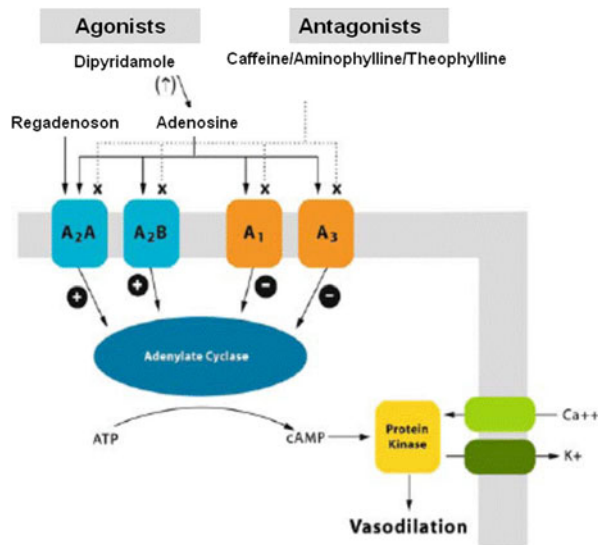 Agonists
Antagonists
Dipyridamole
Caffeine/Aminophylline/Theophylline
(↑)
Regadenoson
Adenosine
x x x x
A2A
A2B
A1
A3
+
+
−
−
Adenylate Cyclase
ATP
cAMP
Protein
Kinase
Ca++
K+
Vasodilation